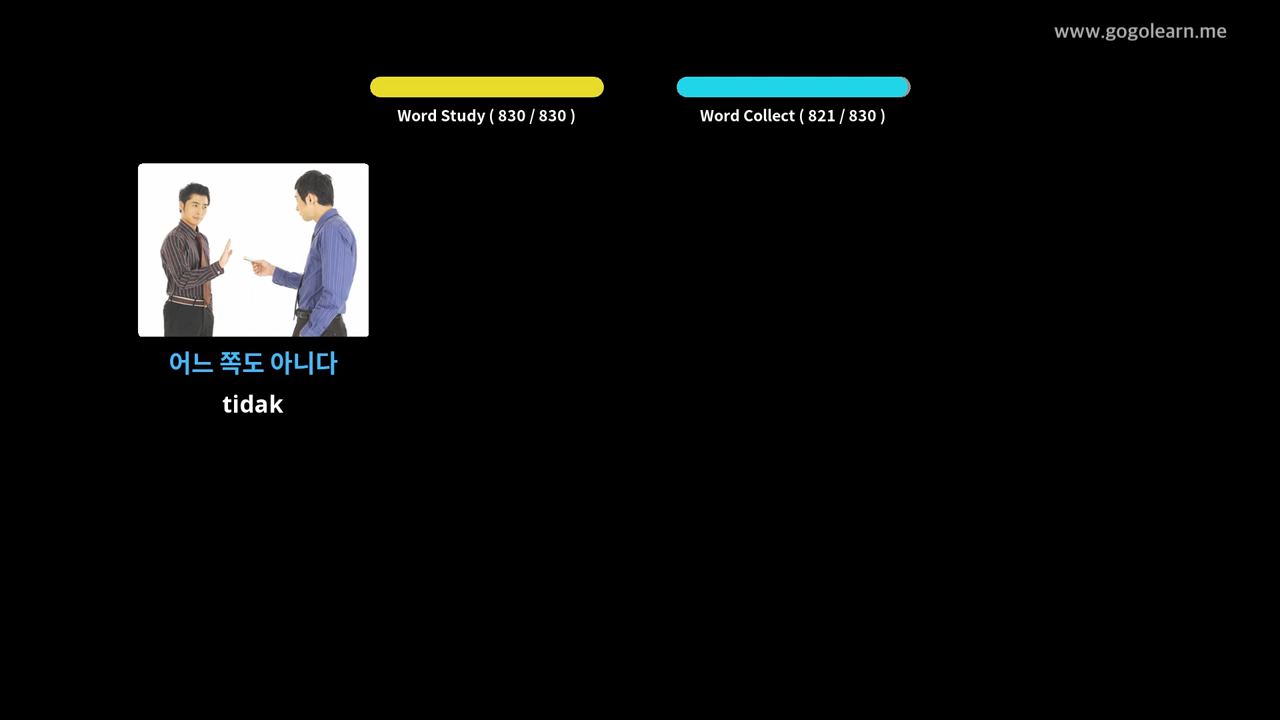 www.gogolearn.me
Word Study ( 830 / 830 )
Word Collect ( 821 / 830 )
어느 쪽도 아니다
tidak